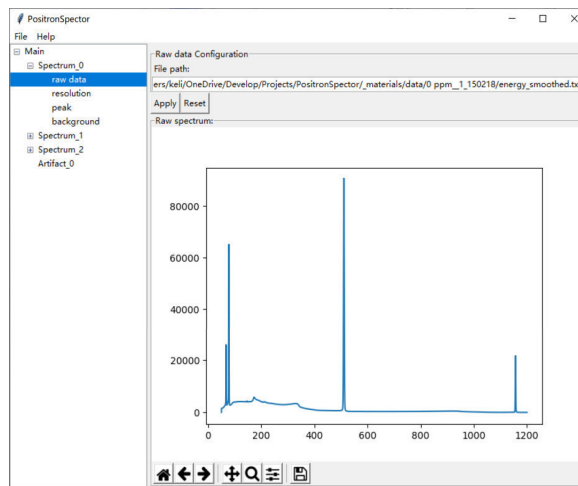 PositronSpector
File Help
Main
Spectrum_0
raw data
resolution
peak
background
Spectrum_1
Spectrum_2
Artifact_0
Raw data Configuration
File path:
ers/keli/OneDrive/Develop/Projects/PositronSpector/_materials/data/0 ppm__1_150218/energy_smoothed.tx
Apply Reset
Raw spectrum:
80000
60000
40000
20000
0
0 200 400 600 800 1000 1200